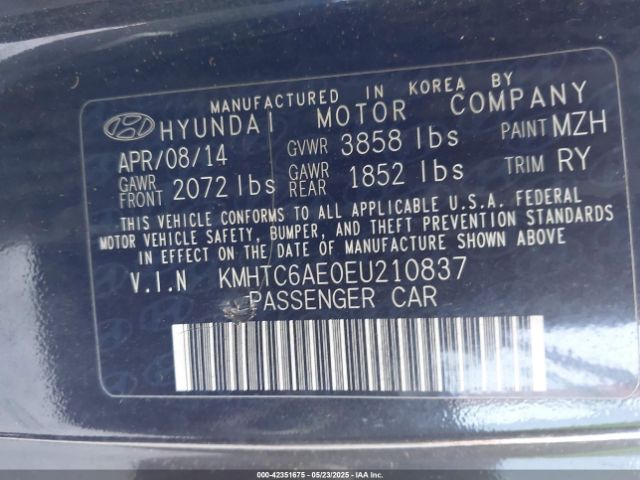 MANUFACTURED IN KOREA BY
HYUNDAI MOTOR COMPANY
APR/08/14 GVWR 3858 lbs PAINT MZH
GAWR FRONT 2072 lbs GAWR REAR 1852 lbs TRIM RY
THIS VEHICLE CONFORMS TO ALL APPLICABLE U.S.A. FEDERAL
MOTOR VEHICLE SAFETY, BUMPER, AND THEFT PREVENTION STANDARDS
IN EFFECT ON THE DATE OF MANUFACTURE SHOWN ABOVE
V.I.N KMHTC6AE0EU210837
PASSENGER CAR
000-42351675 - 05/23/2025 - IAAI, Inc.